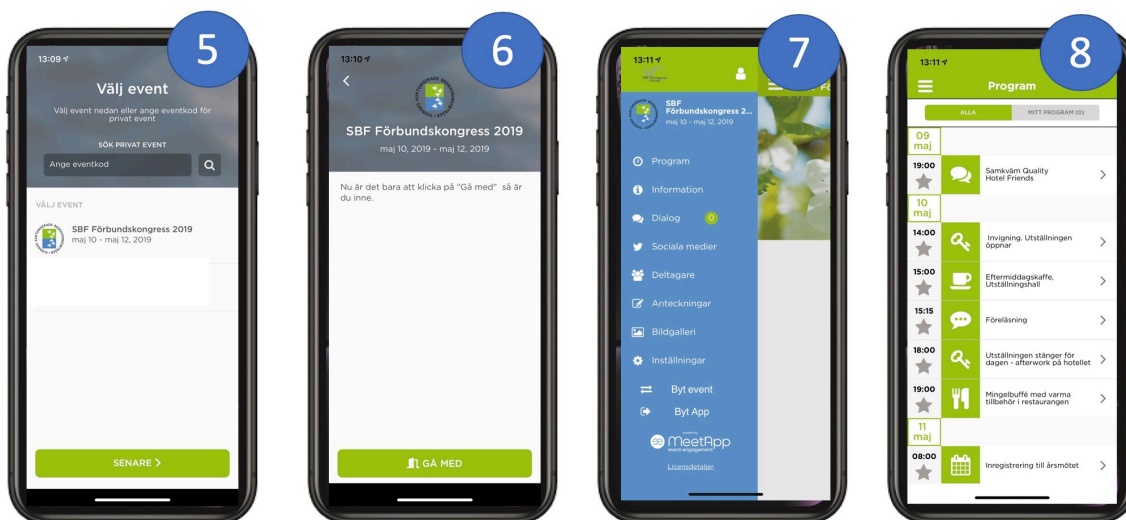 5
13:09
Välj event
Välj event nedan eller ange eventkod för
privat event
SÖK PRIVAT EVENT
Ange eventkod
VÄLJ EVENT
SBF Förbundskongress 2019
maj 10 - maj 12, 2019
SENARE
6
13:10
SBF Förbundskongress 2019
maj 10, 2019 - maj 12, 2019
Nu är det bara att klicka på "Gå med" så är
du inne.
GÅ MED
7
13:11
SBF
Förbundskongress 2...
maj 10 - maj 12, 2019
Program
Information
Dialog 0
Sociala medier
Deltagare
Anteckningar
Bildgalleri
Inställningar
Byt event
Byt App
MeetApp
event engagement
Licensdetaljer
8
13:11
Program
ALLA
MITT PROGRAM (0)
09
maj
19:00
Samkväm Quality
Hotel Friends
10
maj
14:00
Invigning. Utställningen
öppnar
15:00
Eftermiddagskaffe,
Utställningshall
15:15
Föreläsning
18:00
Utställningen stänger för
dagen - afterwork på hotellet
19:00
Mingelbuffé med varma
tillbehör i restaurangen
11
maj
08:00
Inregistrering till årsmötet